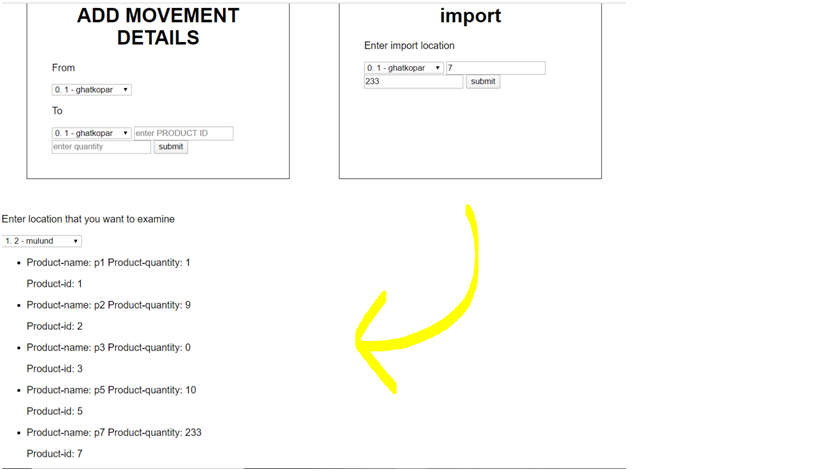 ADD MOVEMENT
DETAILS
From
0. 1 - ghatkopar
To
0. 1 - ghatkopar enter PRODUCT ID
enter quantity submit
import
Enter import location
0. 1 - ghatkopar 7
233 submit
Enter location that you want to examine
1. 2 - mulund
Product-name: p1 Product-quantity: 1
Product-id: 1
Product-name: p2 Product-quantity: 9
Product-id: 2
Product-name: p3 Product-quantity: 0
Product-id: 3
Product-name: p5 Product-quantity: 10
Product-id: 5
Product-name: p7 Product-quantity: 233
Product-id: 7